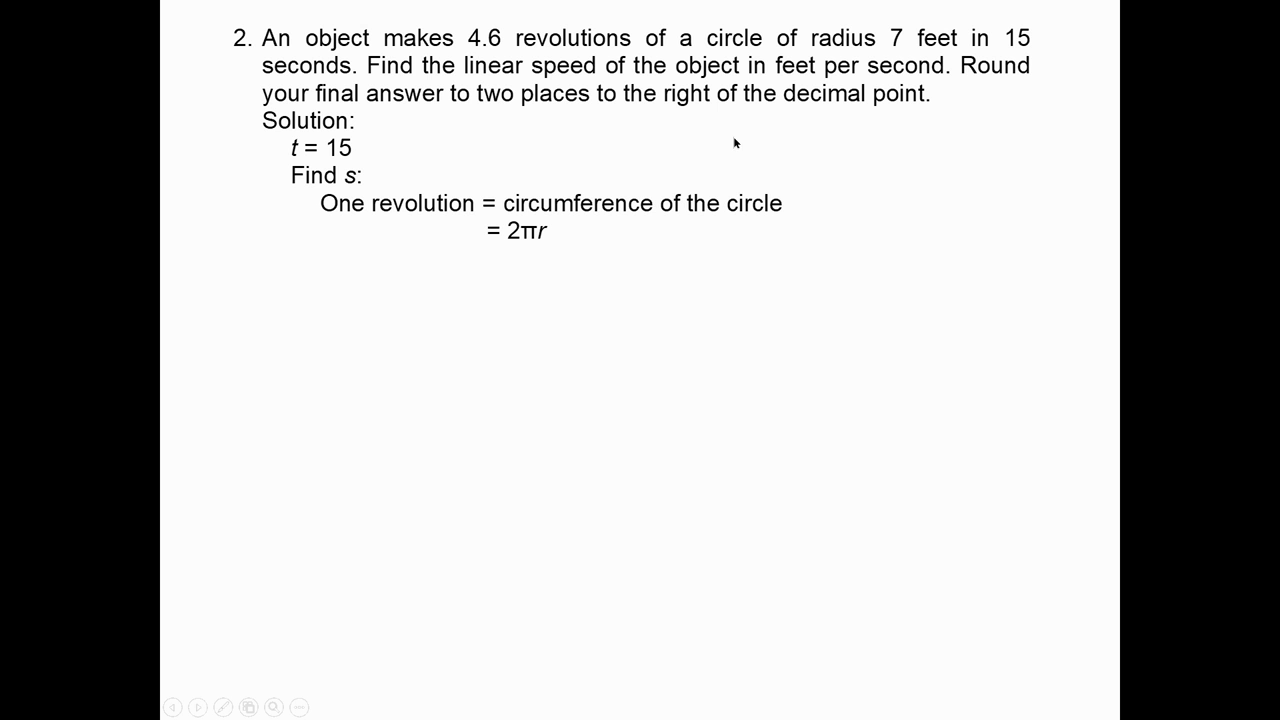 2. An object makes 4.6 revolutions of a circle of radius 7 feet in 15
seconds. Find the linear speed of the object in feet per second. Round
your final answer to two places to the right of the decimal point.
Solution:
t = 15
Find s:
One revolution = circumference of the circle
= 2πr